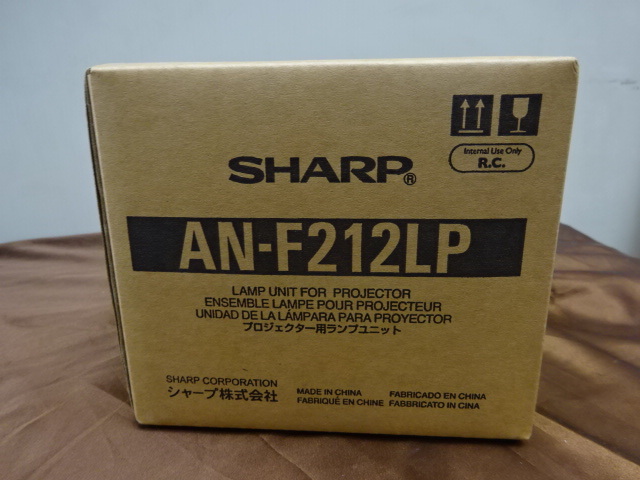 Internal Use Only
R.C.
SHARP®
AN-F212LP
LAMP UNIT FOR PROJECTOR
ENSEMBLE LAMPE POUR PROJECTEUR
UNIDAD DE LA LÁMPARA PARA PROYECTOR
プロジェクター用ランプユニット
SHARP CORPORATION
シャープ株式会社
MADE IN CHINA FABRICADO EN CHINA
FABRIQUÉ EN CHINE FABBRICATO IN CINA